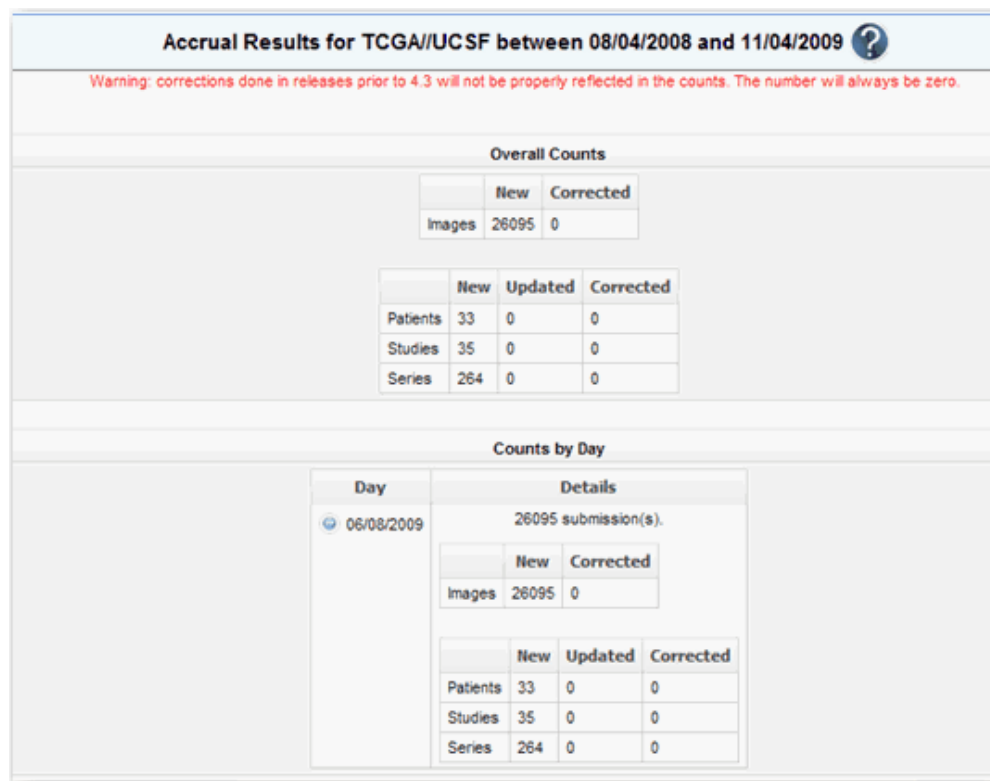 Accrual Results for TCGA//UCSF between 08/04/2008 and 11/04/2009 ?
Warning: corrections done in releases prior to 4.3 will not be properly reflected in the counts. The number will always be zero.
Overall Counts
New Corrected
Images 26095 0
New Updated Corrected
Patients 33 0 0
Studies 35 0 0
Series 264 0 0
Counts by Day
Day Details
06/08/2009 26095 submission(s).
New Corrected
Images 26095 0
New Updated Corrected
Patients 33 0 0
Studies 35 0 0
Series 264 0 0